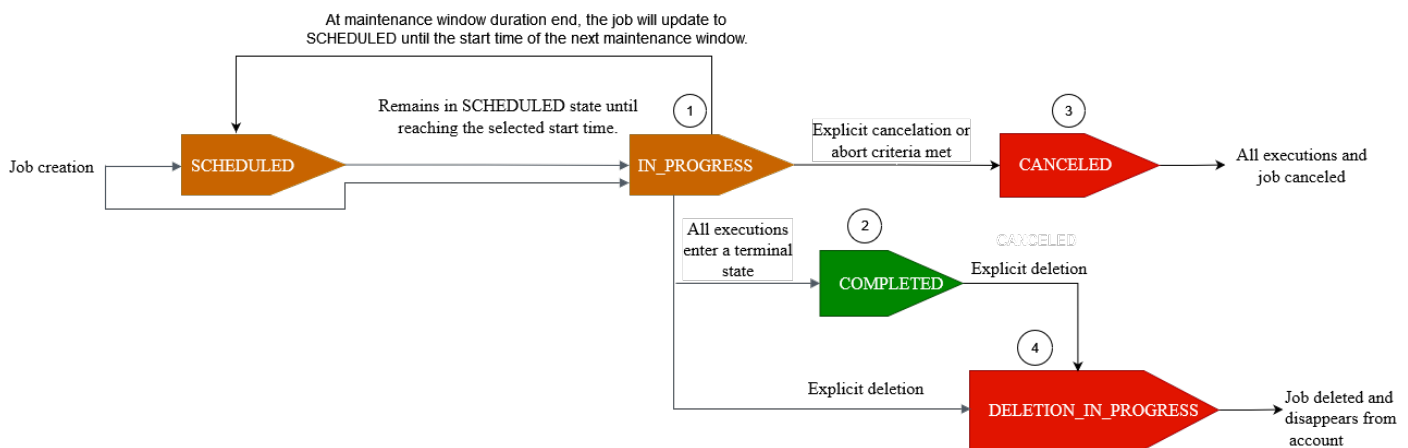 At maintenance window duration end, the job will update to
SCHEDULED until the start time of the next maintenance window.
Remains in SCHEDULED state until
reaching the selected start time.
1
3
Job creation
SCHEDULED
IN_PROGRESS
Explicit cancelation or
abort criteria met
CANCELED
All executions and
job canceled
All executions
enter a terminal
state
2
CANCELED
COMPLETED
Explicit deletion
4
Explicit deletion
DELETION_IN_PROGRESS
Job deleted and
disappears from
account